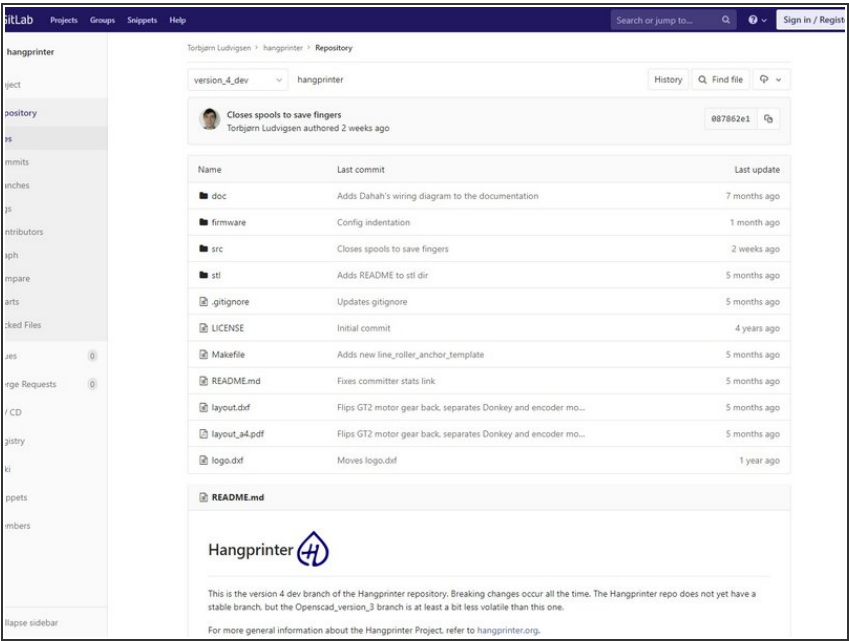 GitLab Projects Groups Snippets Help Search or jump to... Sign in / Regist
hangprinter
Torbjørn Ludvigsen > hangprinter > Repository
oject
version_4_dev hangprinter History Find file
pository
Closes spools to save fingers
Torbjørn Ludvigsen authored 2 weeks ago
087862e1
es
mmits
anches
gs
ntributors
aph
mpare
arts
cked Files
ues 0
erge Requests 0
/ CD
gistry
ki
ippets
embers
llapse sidebar
Name Last commit Last update
doc Adds Dahah's wiring diagram to the documentation 7 months ago
firmware Config indentation 1 month ago
src Closes spools to save fingers 2 weeks ago
stl Adds README to stl dir 5 months ago
.gitignore Updates gitignore 5 months ago
LICENSE Initial commit 4 years ago
Makefile Adds new line_roller_anchor_template 5 months ago
README.md Fixes committer stats link 5 months ago
layout.dxf Flips GT2 motor gear back, separates Donkey and encoder mo... 5 months ago
layout_a4.pdf Flips GT2 motor gear back, separates Donkey and encoder mo... 5 months ago
logo.dxf Moves logo.dxf 1 year ago
README.md
Hangprinter
This is the version 4 dev branch of the Hangprinter repository. Breaking changes occur all the time. The Hangprinter repo does not yet have a
stable branch, but the Openscad_version_3 branch is at least a bit less volatile than this one.
For more general information about the Hangprinter Project, refer to hangprinter.org.